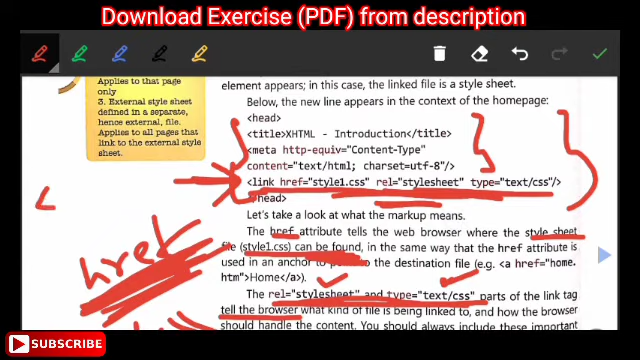 Download Exercise (PDF) from description
Applies to that page
only
3. External style sheet
defined in a separate,
hence external, file.
Applies to all pages that
link to the external style
sheet.
element appears; in this case, the linked file is a style sheet.
Below, the new line appears in the context of the homepage:
<head>
<title>XHTML - Introduction</title>
<meta http-equiv="Content-Type"
content="text/html; charset=utf-8"/>
<link href="style1.css" rel="stylesheet" type="text/css"/>
<head>
Let's take a look at what the markup means.
The href attribute tells the web browser where the style sheet
file (style1.css) can be found, in the same way that the href attribute is
used in an anchor to point to the destination file (e.g. <a href="home.
htm">Home</a>).
The rel="stylesheet" and type="text/css" parts of the link tag
tell the browser what kind of file is being linked to, and how the browser
should handle the content. You should always include these important
href
SUBSCRIBE